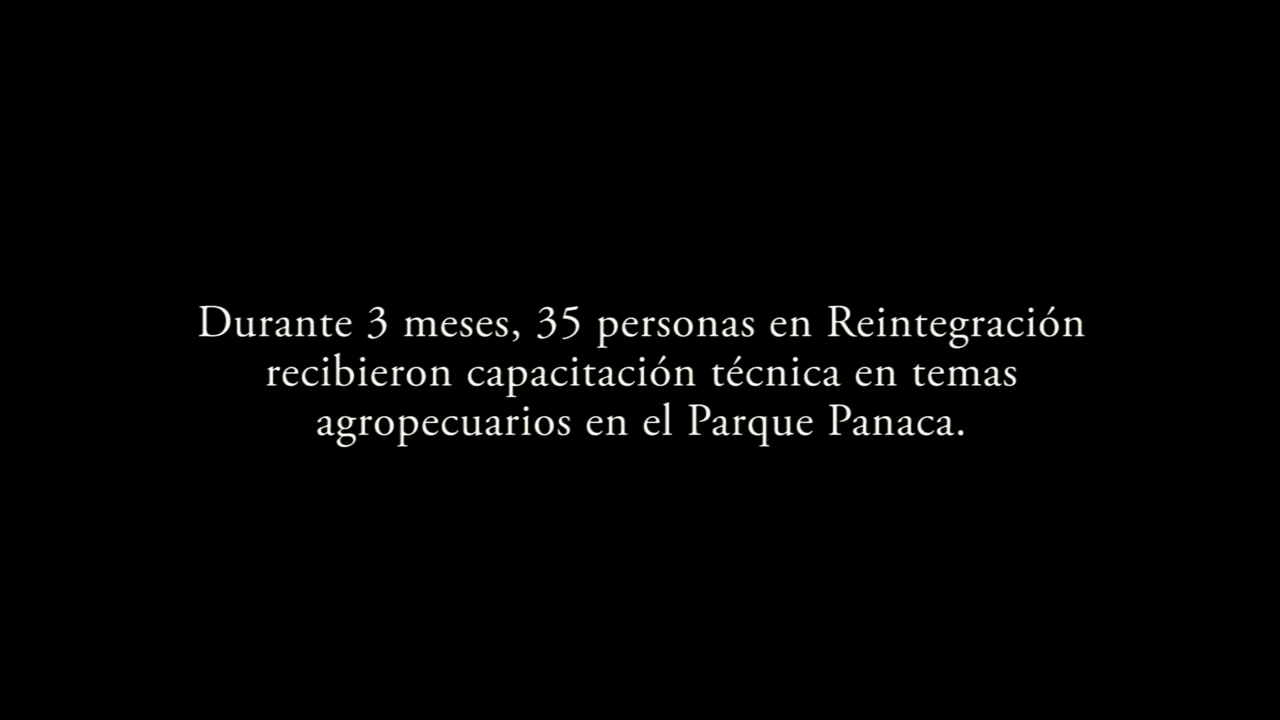 Durante 3 meses, 35 personas en Reintegración
recibieron capacitación técnica en temas
agropecuarios en el Parque Panaca.